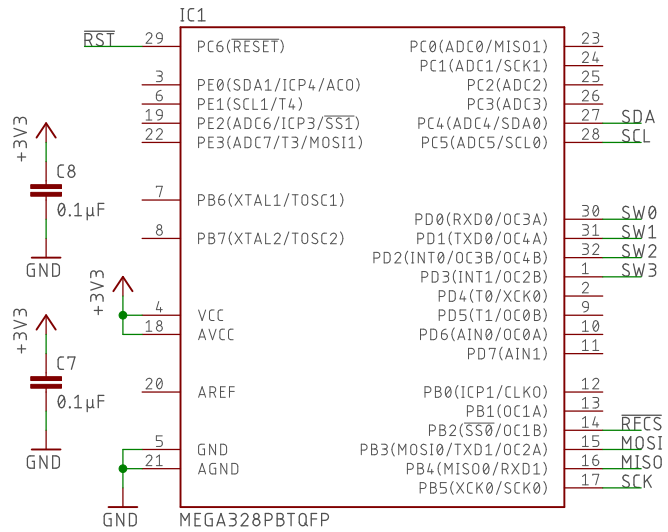 IC1
RST 29 PC6(RESET) PC0(ADC0/MISO1) 23
PC1(ADC1/SCK1) 24
3 PE0(SDA1/ICP4/ACO) PC2(ADC2) 25
6 PE1(SCL1/T4) PC3(ADC3) 26
19 PE2(ADC6/ICP3/SS1) PC4(ADC4/SDA0) 27 SDA
22 PE3(ADC7/T3/MOSI1) PC5(ADC5/SCL0) 28 SCL
+3V3
C8
0.1µF
GND
7 PB6(XTAL1/TOSC1)
PD0(RXD0/OC3A) 30 SW0
8 PB7(XTAL2/TOSC2) PD1(TXD0/OC4A) 31 SW1
PD2(INT0/OC3B/OC4B) 32 SW2
PD3(INT1/OC2B) 1 SW3
PD4(T0/XCK0) 2
+3V3
4 VCC PD5(T1/OC0B) 9
18 AVCC PD6(AIN0/OC0A) 10
PD7(AIN1) 11
+3V3
C7
0.1µF
GND
20 AREF PB0(ICP1/CLKO) 12
PB1(OC1A) 13
PB2(SS0/OC1B) 14 RFCS
5 GND PB3(MOSI0/TXD1/OC2A) 15 MOSI
21 AGND PB4(MISO0/RXD1) 16 MISO
PB5(XCK0/SCK0) 17 SCK
GND
MEGA328PBTQFP